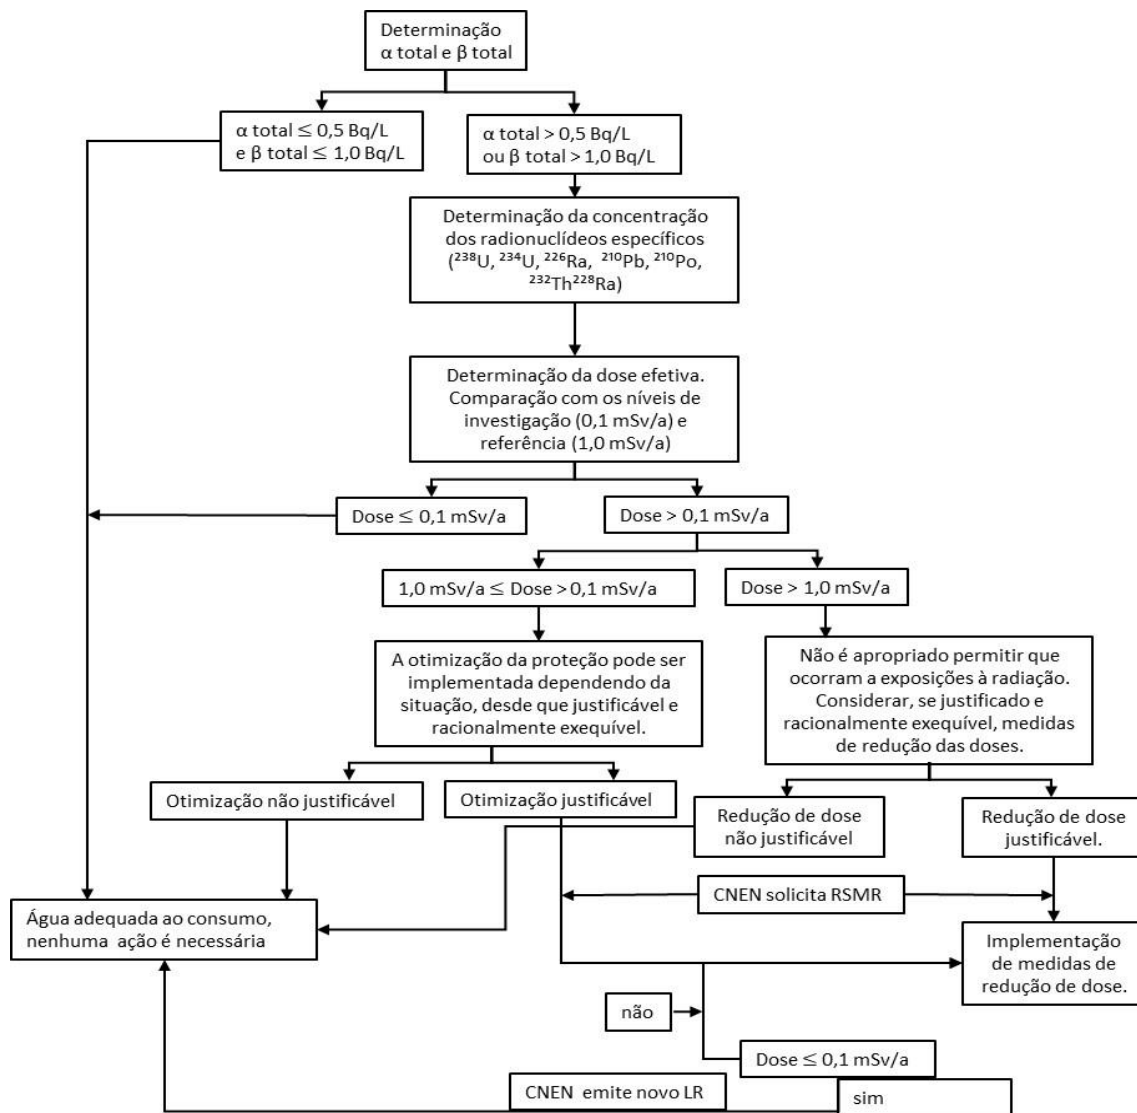 Determinação
α total e β total
α total ≤ 0,5 Bq/L
e β total ≤ 1,0 Bq/L
α total > 0,5 Bq/L
ou β total > 1,0 Bq/L
Determinação da concentração
dos radionuclídeos específicos
(²³⁸U, ²³⁴U, ²²⁶Ra, ²¹⁰Pb, ²¹⁰Po,
²³²Th²²⁸Ra)
Determinação da dose efetiva.
Comparação com os níveis de
investigação (0,1 mSv/a) e
referência (1,0 mSv/a)
Dose ≤ 0,1 mSv/a
Dose > 0,1 mSv/a
1,0 mSv/a ≤ Dose > 0,1 mSv/a
Dose > 1,0 mSv/a
A otimização da proteção pode ser
implementada dependendo da
situação, desde que justificável e
racionalmente exequível.
Não é apropriado permitir que
ocorram a exposições à radiação.
Considerar, se justificado e
racionalmente exequível, medidas
de redução das doses.
Otimização não justificável
Otimização justificável
Redução de dose
não justificável
Redução de dose
justificável.
CNEN solicita RSMR
Água adequada ao consumo,
nenhuma ação é necessária
Implementação
de medidas de
redução de dose.
não
Dose ≤ 0,1 mSv/a
CNEN emite novo LR
sim